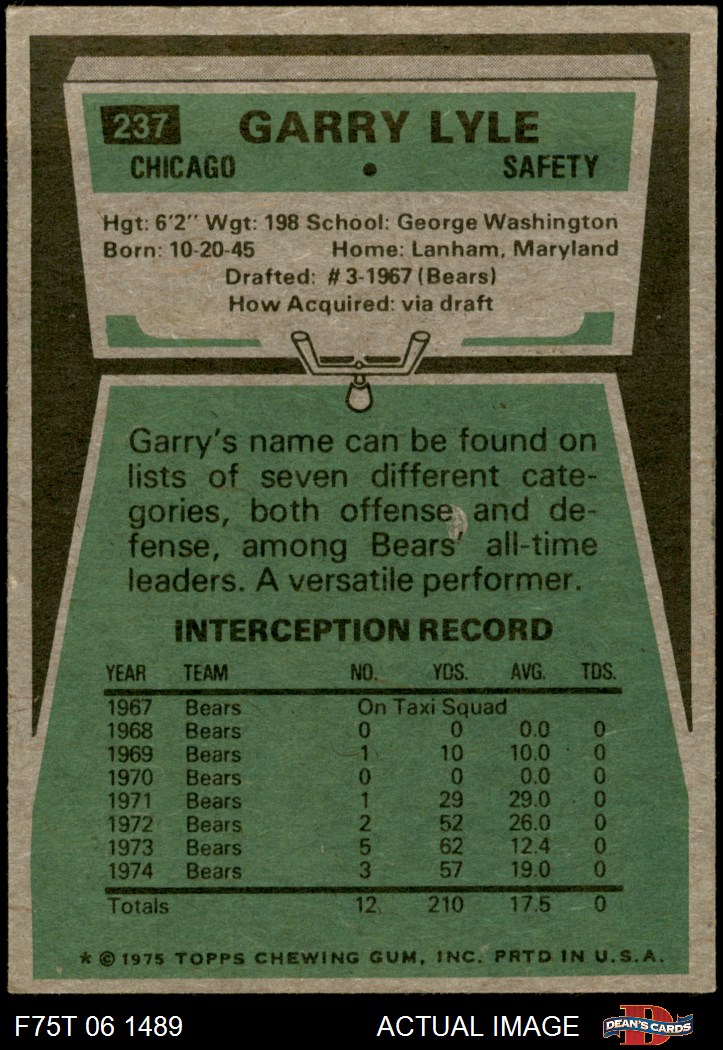 237 GARRY LYLE
CHICAGO • SAFETY
Hgt: 6'2" Wgt: 198 School: George Washington
Born: 10-20-45 Home: Lanham, Maryland
Drafted: #3-1967 (Bears)
How Acquired: via draft
Garry's name can be found on
lists of seven different cate-
gories, both offense and de-
fense, among Bears' all-time
leaders. A versatile performer.
INTERCEPTION RECORD
YEAR TEAM NO. YDS. AVG. TDS.
1967 Bears On Taxi Squad
1968 Bears 0 0 0.0 0
1969 Bears 1 10 10.0 0
1970 Bears 0 0 0.0 0
1971 Bears 1 29 29.0 0
1972 Bears 2 52 26.0 0
1973 Bears 5 62 12.4 0
1974 Bears 3 57 19.0 0
Totals 12 210 17.5 0
* © 1975 TOPPS CHEWING GUM, INC. PRTD IN U.S.A.
F75T 06 1489 ACTUAL IMAGE D DEAN'S CARDS